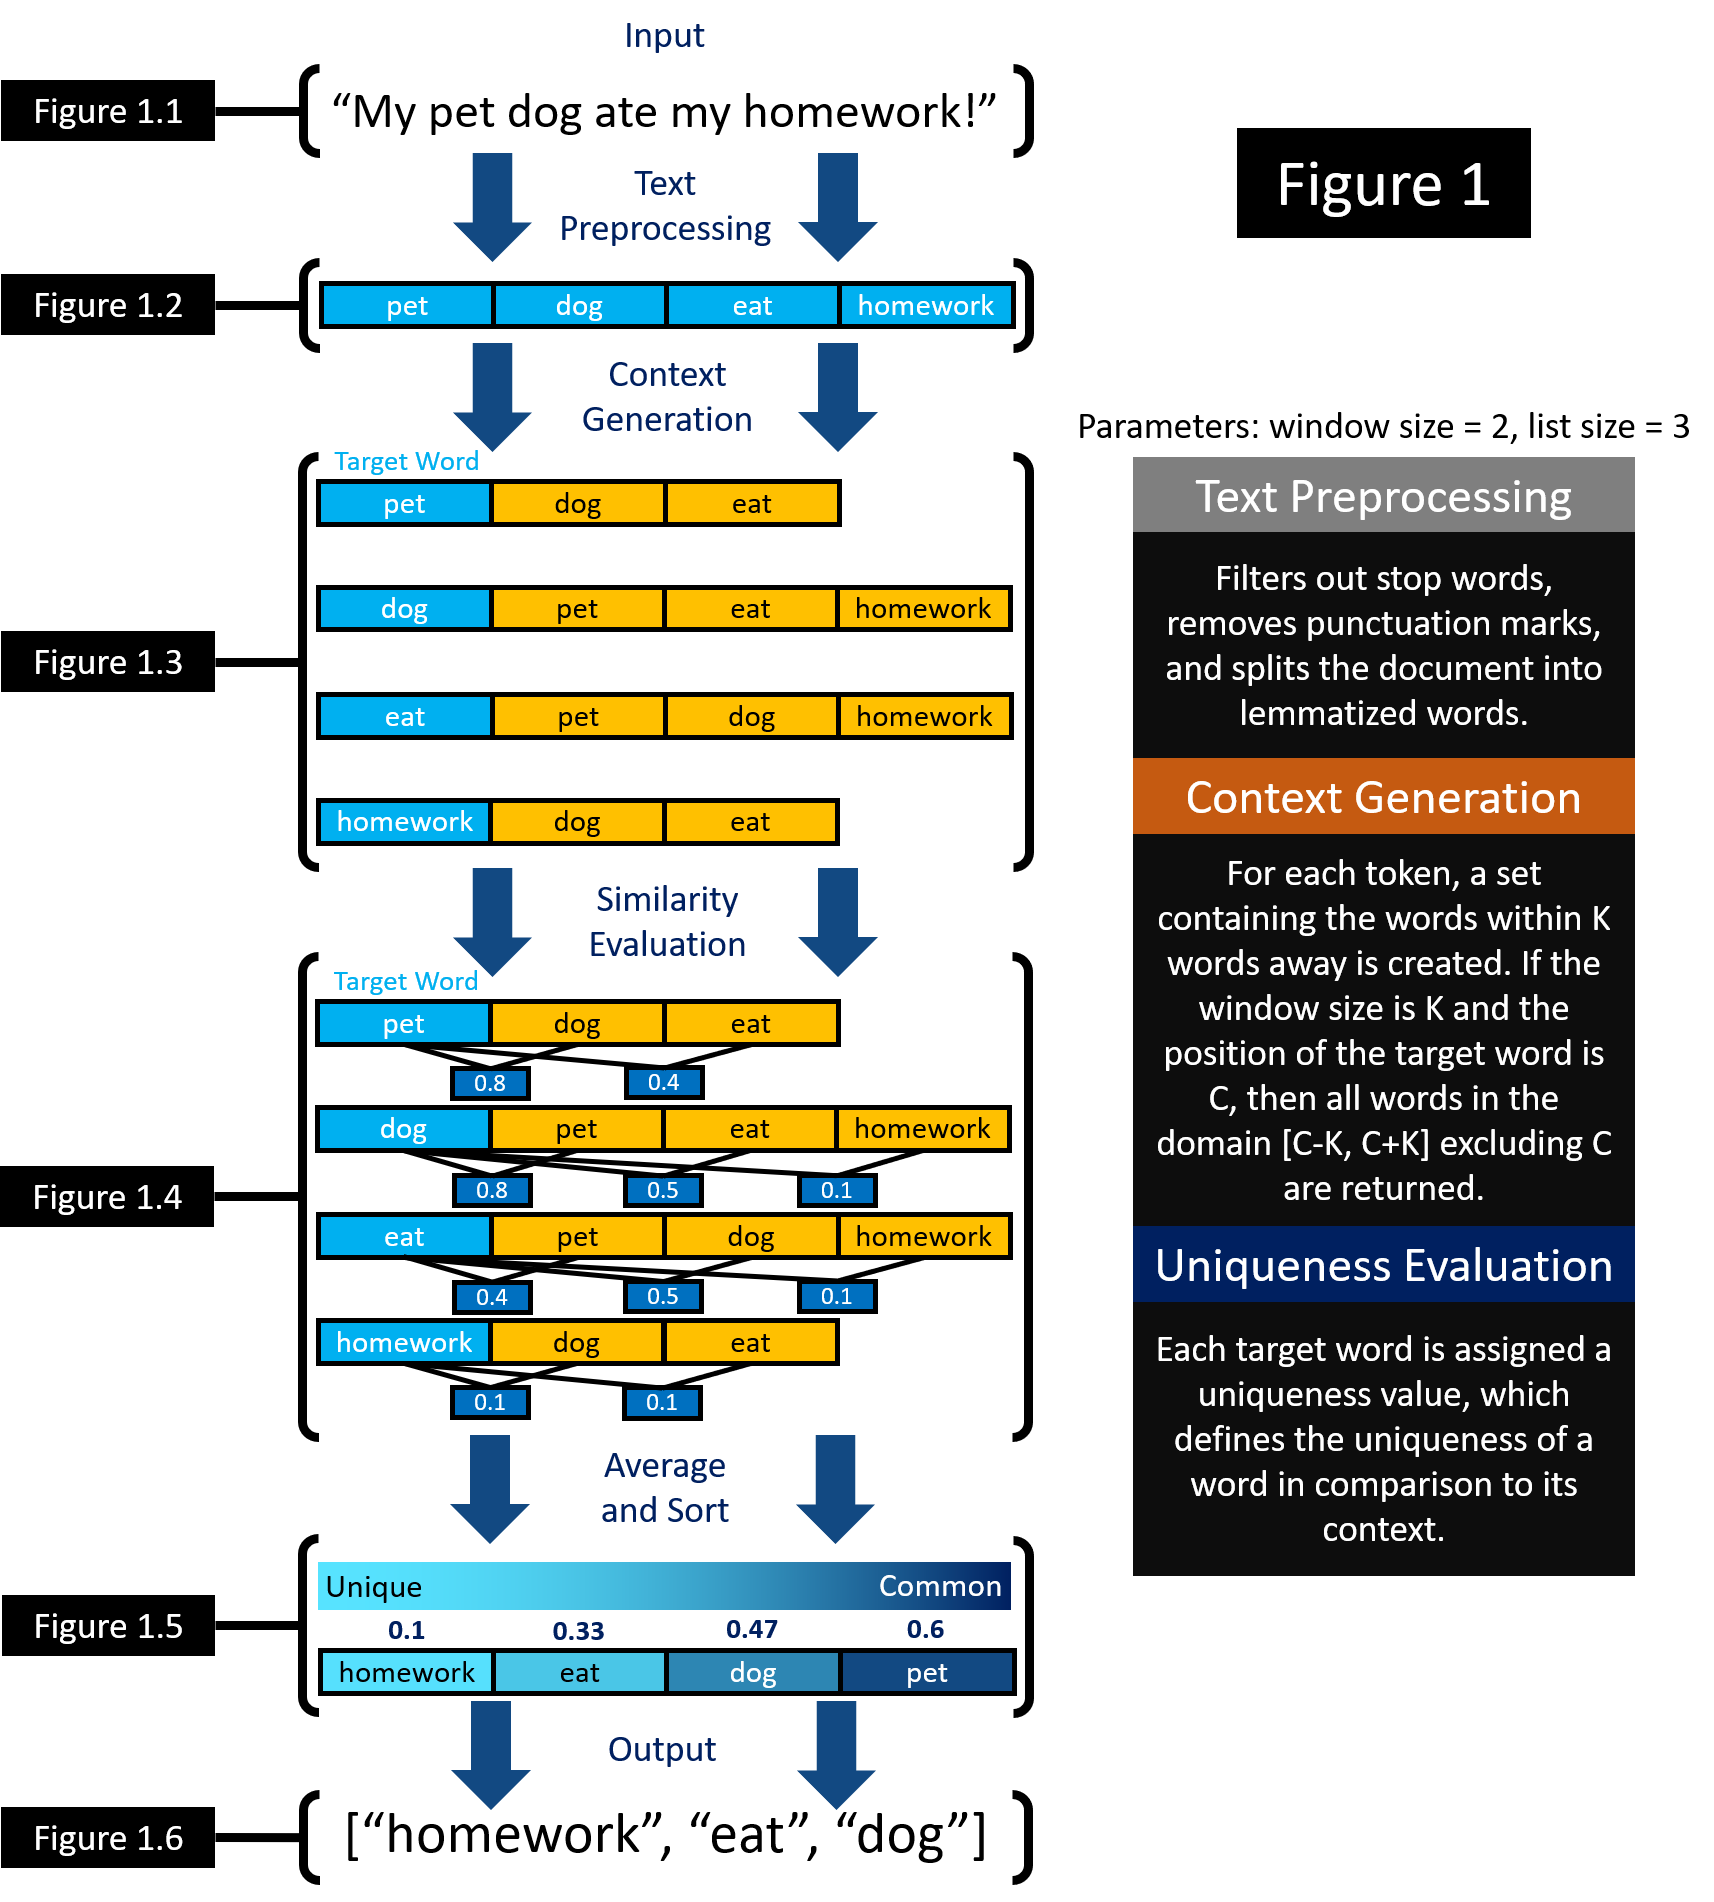 Input
Figure 1.1
“My pet dog ate my homework!”
Figure 1
Text
Preprocessing
Figure 1.2
pet dog eat homework
Context
Generation
Parameters: window size = 2, list size = 3
Target Word
pet dog eat
dog pet eat homework
Figure 1.3
eat pet dog homework
homework dog eat
Similarity
Evaluation
Target Word
pet dog eat
0.8 0.4
dog pet eat homework
0.8 0.5 0.1
Figure 1.4
eat pet dog homework
0.4 0.5 0.1
homework dog eat
0.1 0.1
Average
and Sort
Unique Common
Figure 1.5
0.1 0.33 0.47 0.6
homework eat dog pet
Output
Figure 1.6
[“homework”, “eat”, “dog”]
Text Preprocessing
Filters out stop words,
removes punctuation marks,
and splits the document into
lemmatized words.
Context Generation
For each token, a set
containing the words within K
words away is created. If the
window size is K and the
position of the target word is
C, then all words in the
domain [C-K, C+K] excluding C
are returned.
Uniqueness Evaluation
Each target word is assigned a
uniqueness value, which
defines the uniqueness of a
word in comparison to its
context.